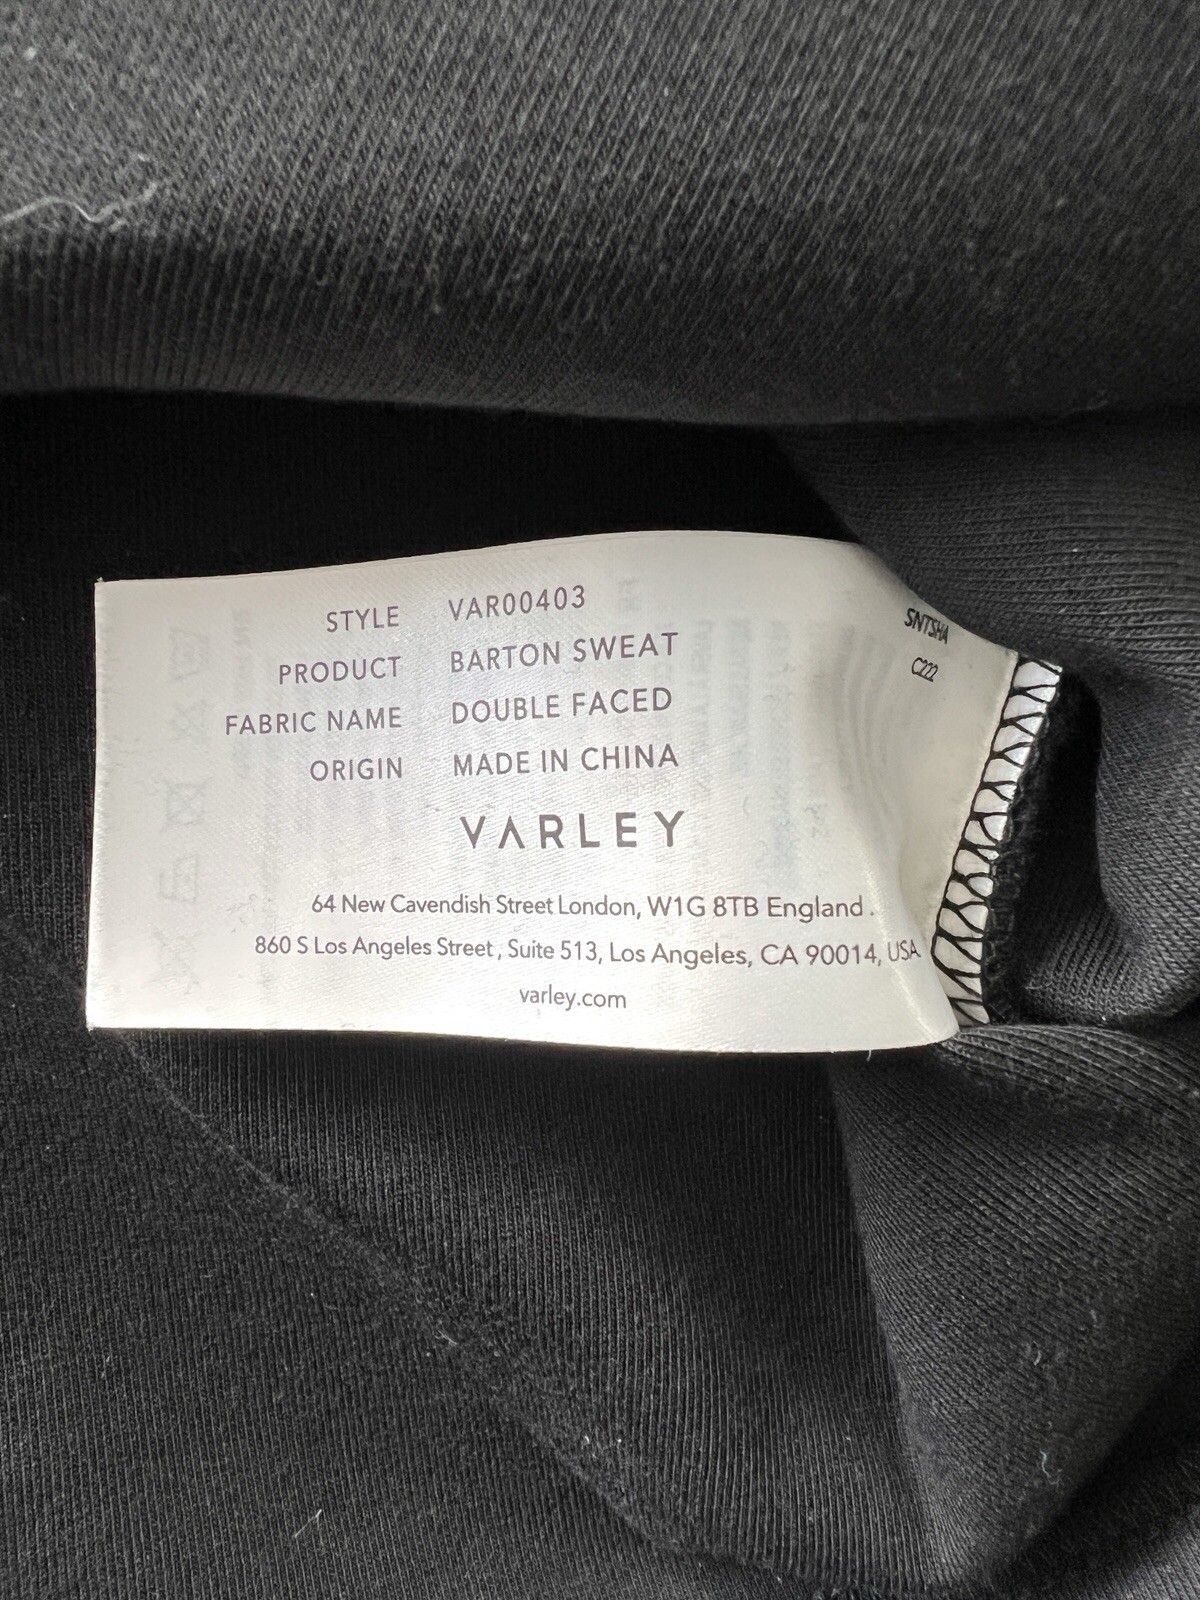 STYLE VAR00403
PRODUCT BARTON SWEAT
FABRIC NAME DOUBLE FACED
ORIGIN MADE IN CHINA
VARLEY
64 New Cavendish Street London, W1G 8TB England.
860 S Los Angeles Street, Suite 513, Los Angeles, CA 90014, USA
varley.com
SNTSHA
C222